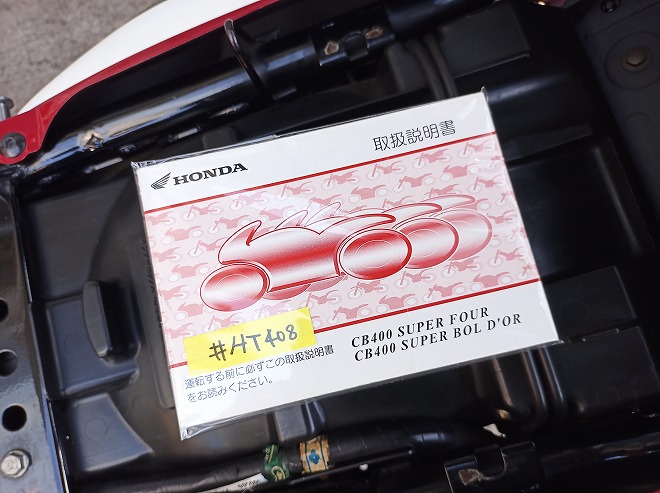 取扱説明書
HONDA
#HT408
CB400 SUPER FOUR
CB400 SUPER BOL D'OR
運転する前に必ずこの取扱説明書
をお読みください。